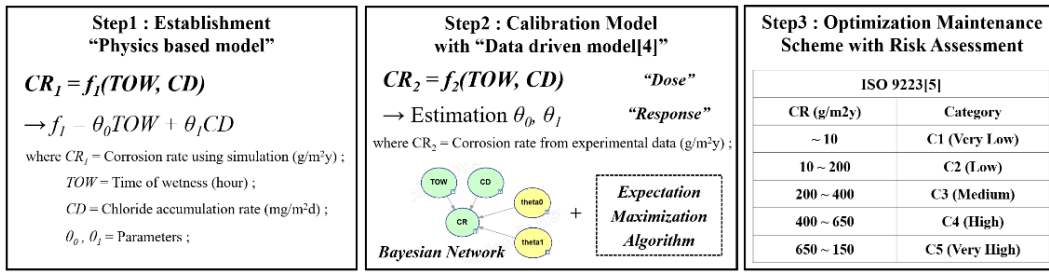 Step1 : Establishment
“Physics based model”
CR1 = f1(TOW, CD)
→ f1 – θ0TOW + θ1CD
where CR1 = Corrosion rate using simulation (g/m²y) ;
TOW = Time of wetness (hour) ;
CD = Chloride accumulation rate (mg/m²d) ;
θ0 , θ1 = Parameters ;
Step2 : Calibration Model
with “Data driven model[4]”
CR2 = f2(TOW, CD) “Dose”
→ Estimation θ0, θ1 “Response”
where CR2 = Corrosion rate from experimental data (g/m²y) ;
TOW
CD
theta0
CR
theta1
Bayesian Network
+
Expectation
Maximization
Algorithm
Step3 : Optimization Maintenance
Scheme with Risk Assessment
ISO 9223[5]
CR (g/m2y) Category
~ 10 C1 (Very Low)
10 ~ 200 C2 (Low)
200 ~ 400 C3 (Medium)
400 ~ 650 C4 (High)
650 ~ 150 C5 (Very High)